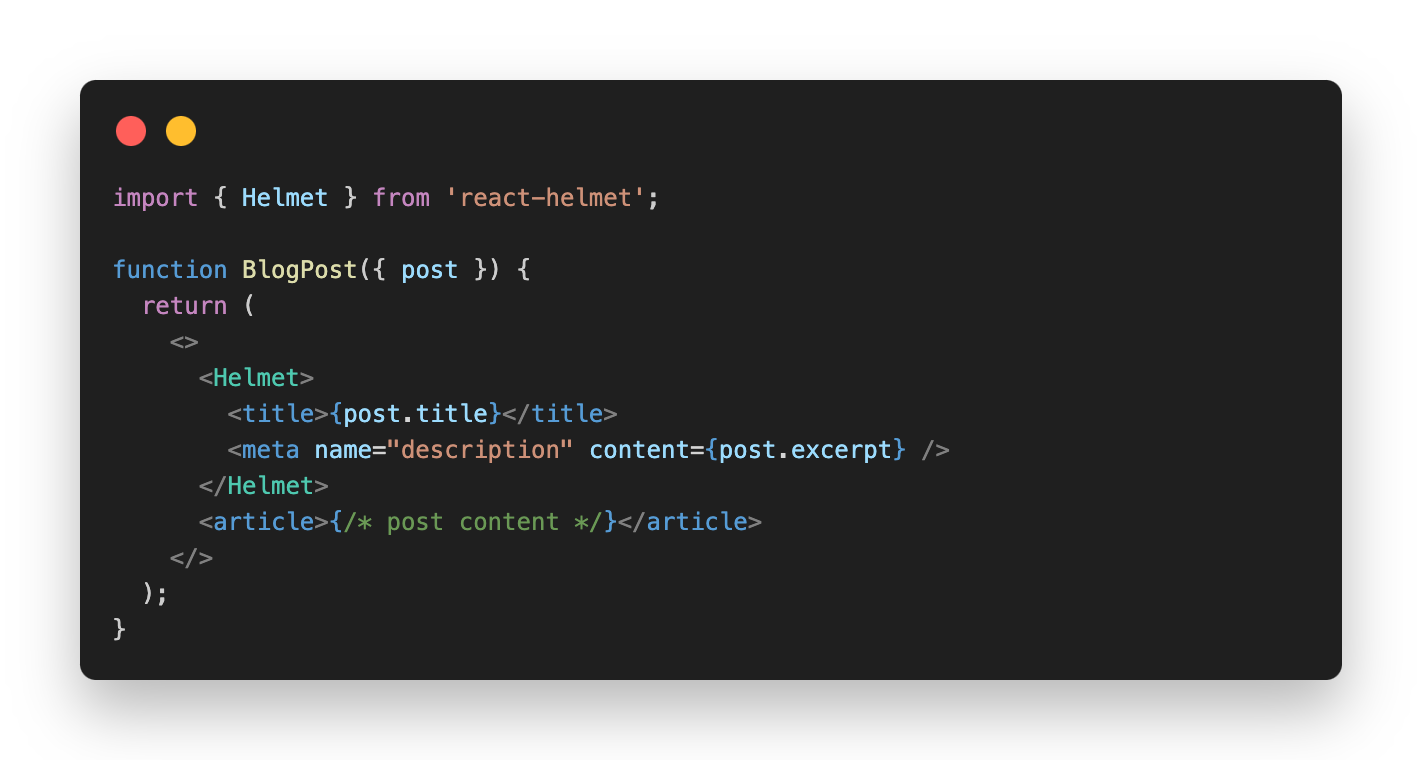 import { Helmet } from 'react-helmet';

function BlogPost({ post }) {
  return (
    <>
      <Helmet>
        <title>{post.title}</title>
        <meta name="description" content={post.excerpt} />
      </Helmet>
      <article>{/* post content */}</article>
    </>
  );
}